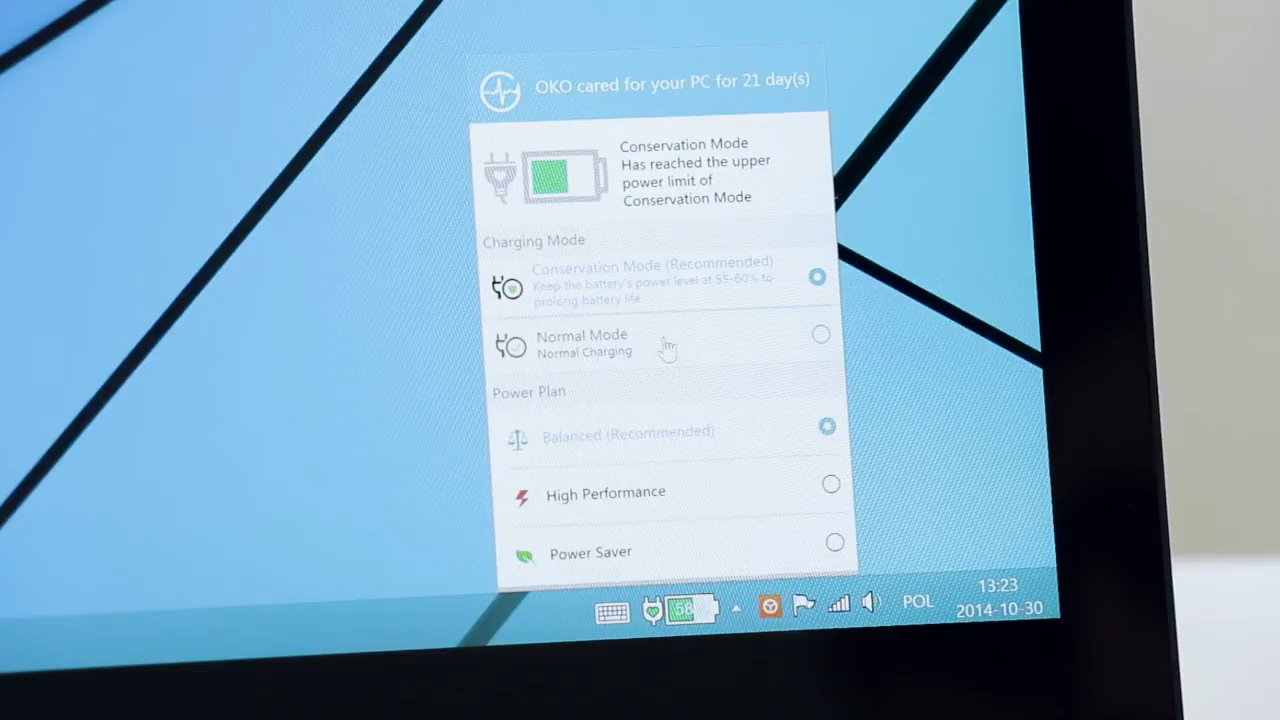 OKO cared for your PC for 21 day(s)
Conservation Mode
Has reached the upper
power limit of
Conservation Mode
Charging Mode
Conservation Mode (Recommended)
Keep the battery's power level at 55-60% to
prolong battery life
Normal Mode
Normal Charging
Power Plan
Balanced (Recommended)
High Performance
Power Saver
58
POL
13:23
2014-10-30